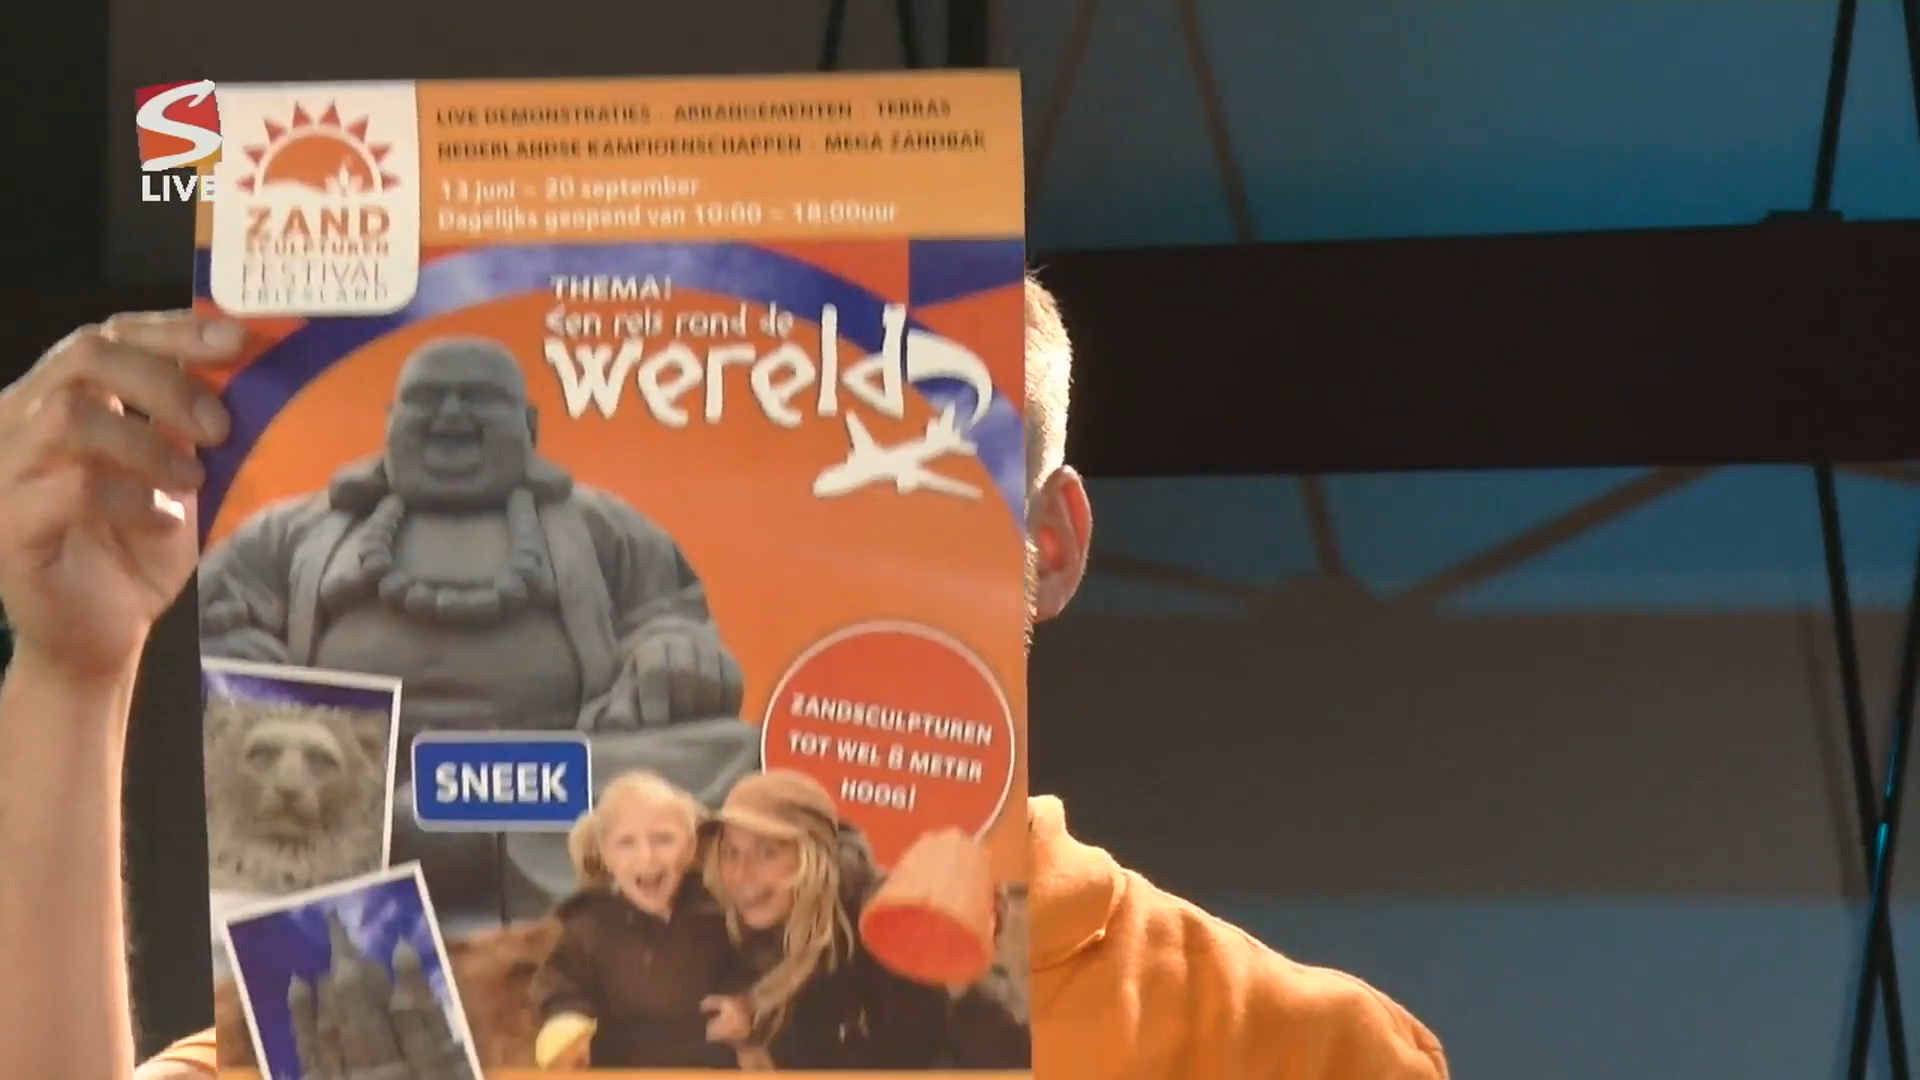 S
LIVE
ZAND
SCULPTUREN
FESTIVAL
FRIESLAND
LIVE DEMONSTRATIES · ARRANGEMENTEN · TERRAS
NEDERLANDSE KAMPIOENSCHAPPEN · MEGA ZANDBAK
13 juni - 20 september
Dagelijks geopend van 10:00 - 18:00uur
THEMA:
Een reis rond de
wereld
ZANDSCULPTUREN
TOT WEL 8 METER
HOOG!
SNEEK